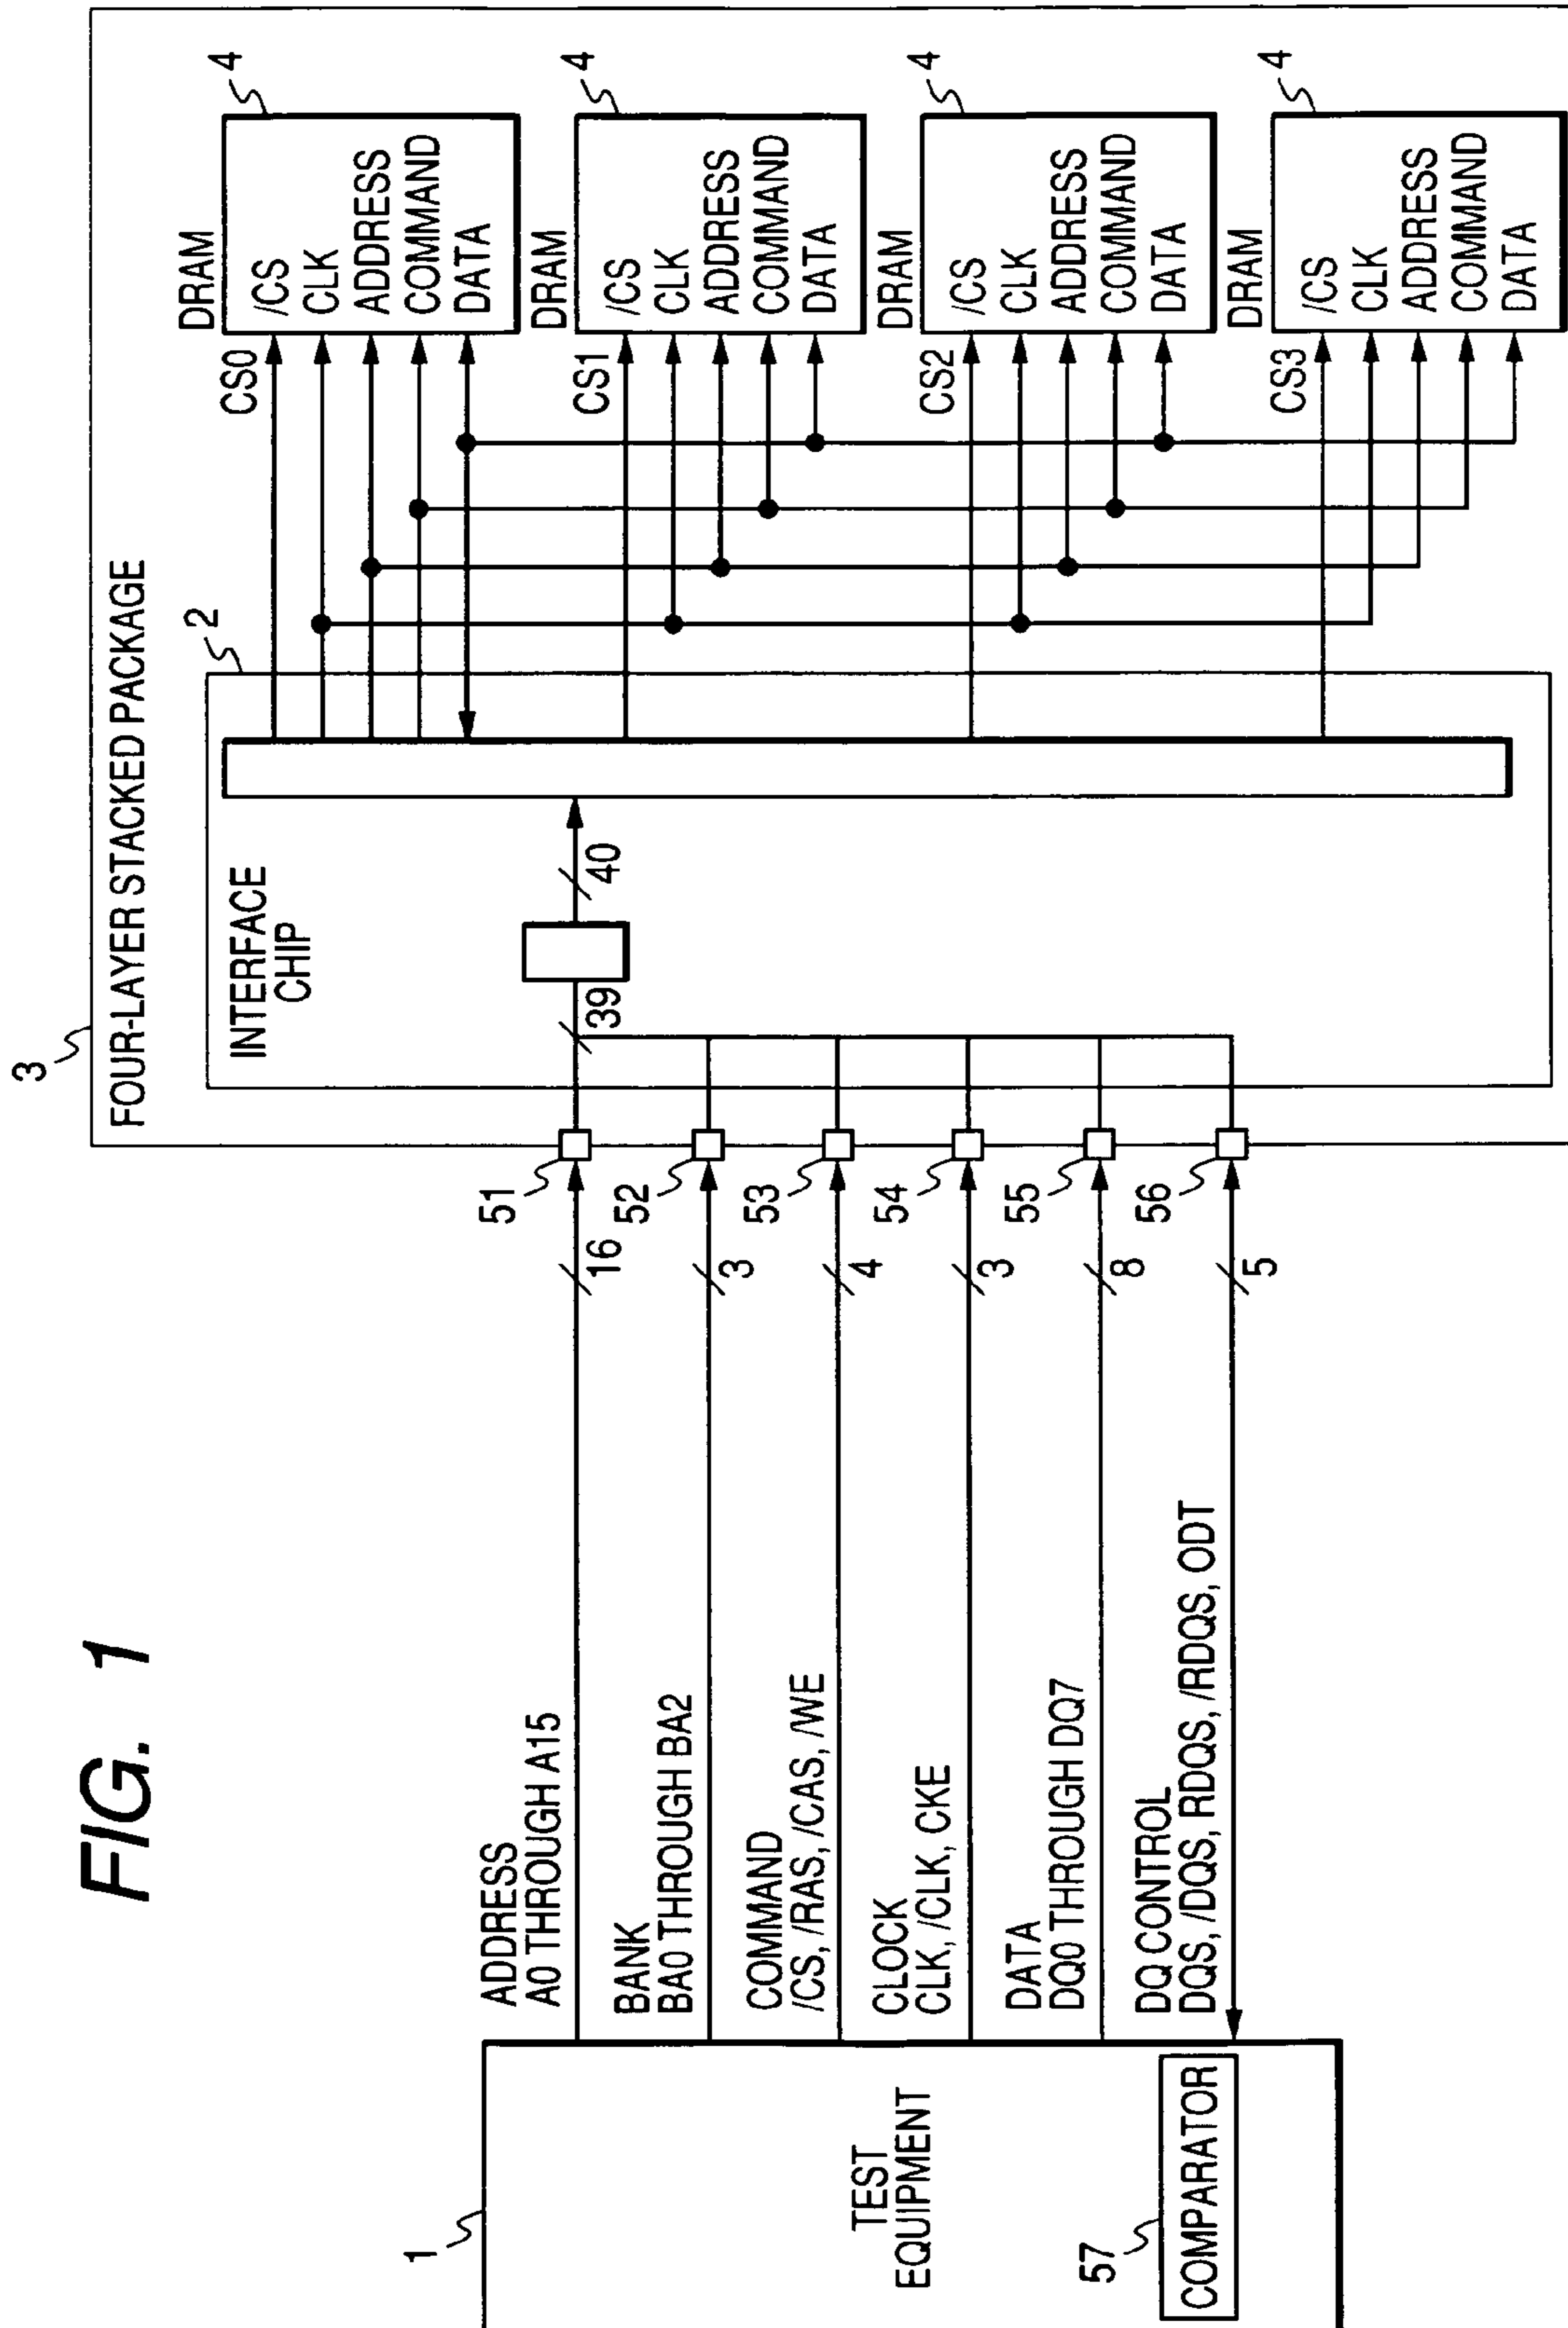 FIG. 1
1
TEST
EQUIPMENT
57
COMPARATOR
ADDRESS
A0 THROUGH A15
16
51
BANK
BA0 THROUGH BA2
3
52
COMMAND
/CS, /RAS, /CAS, /WE
4
53
CLOCK
CLK, /CLK, CKE
3
54
DATA
DQ0 THROUGH DQ7
8
55
DQ CONTROL
DQS, /DQS, RDQS, /RDQS, ODT
5
56
3
FOUR-LAYER STACKED PACKAGE
2
INTERFACE
CHIP
39
40
CS0
DRAM
4
/CS
CLK
ADDRESS
COMMAND
DATA
CS1
DRAM
4
/CS
CLK
ADDRESS
COMMAND
DATA
CS2
DRAM
4
/CS
CLK
ADDRESS
COMMAND
DATA
CS3
DRAM
4
/CS
CLK
ADDRESS
COMMAND
DATA